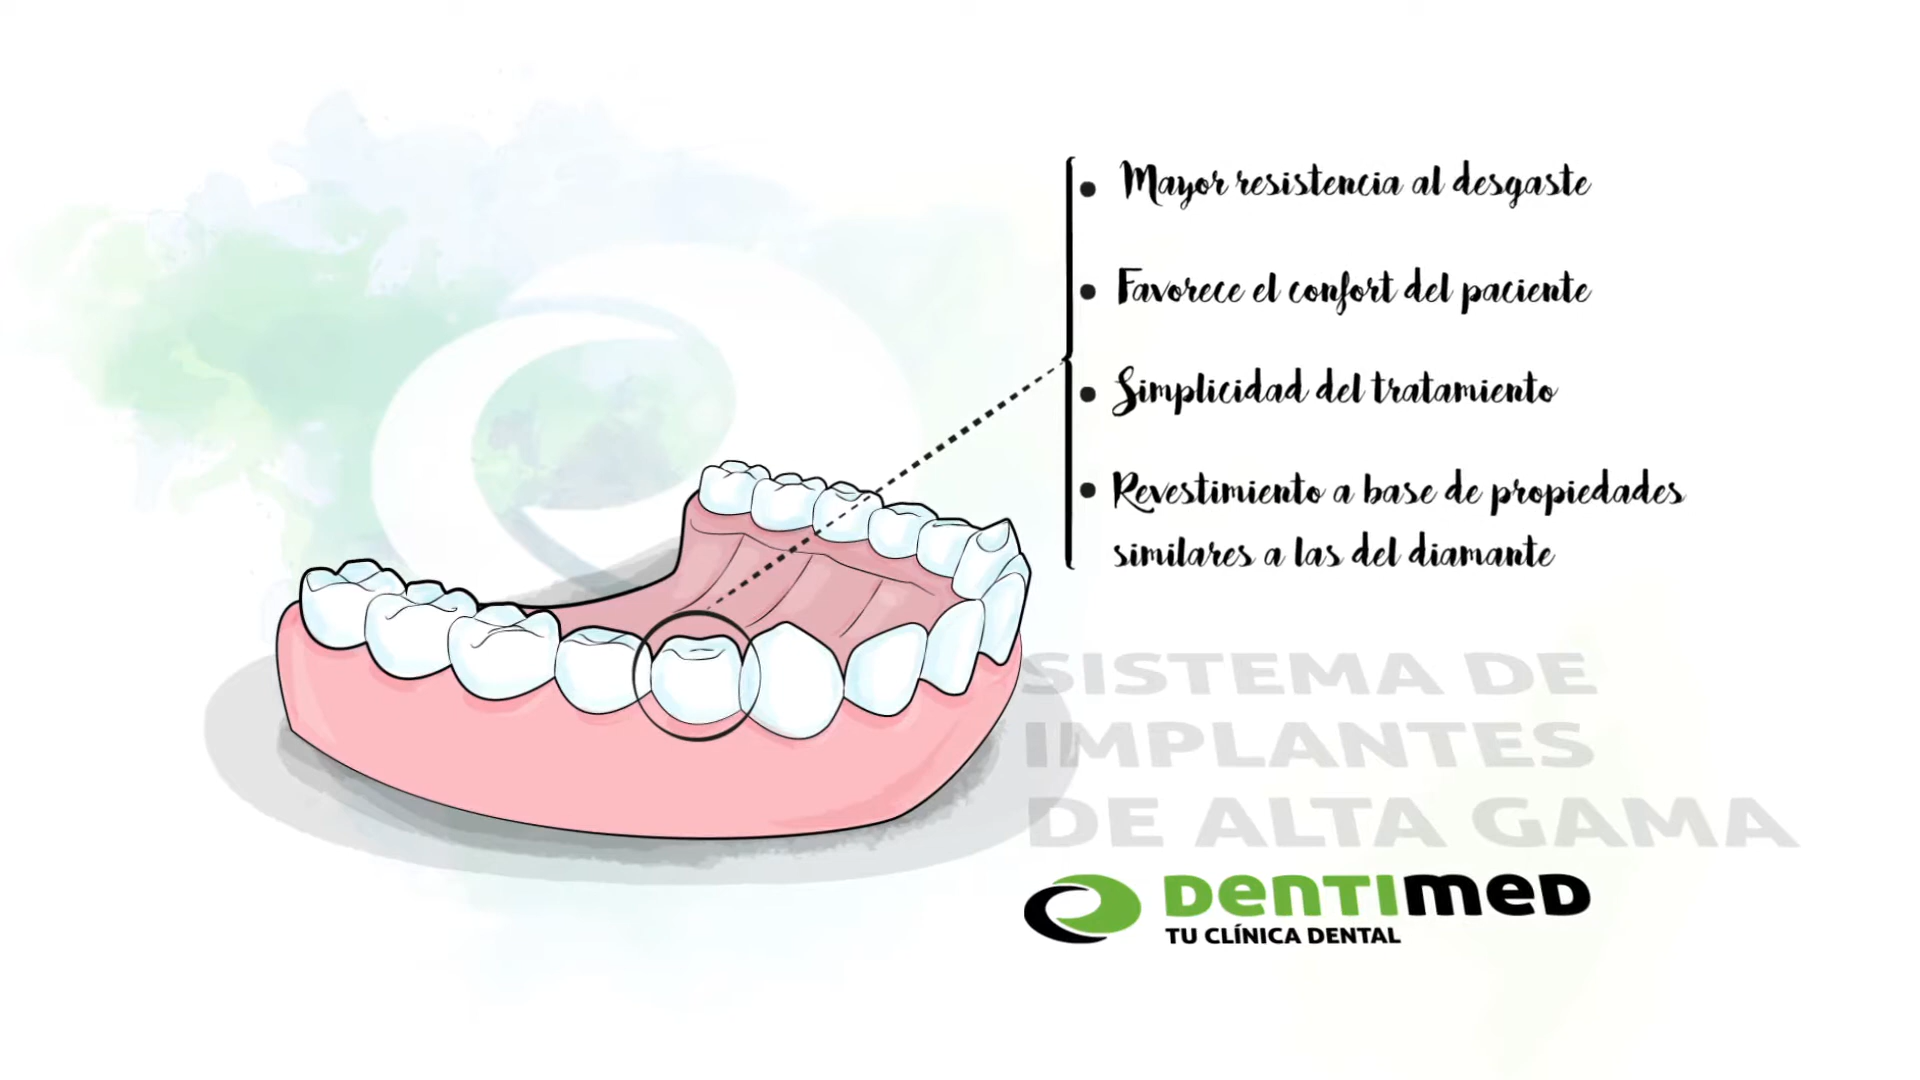 Mayor resistencia al desgaste
Favorece el confort del paciente
Simplicidad del tratamiento
Revestimiento a base de propiedades
similares a las del diamante
SISTEMA DE
IMPLANTES
DE ALTA GAMA
DENTIMED
TU CLÍNICA DENTAL